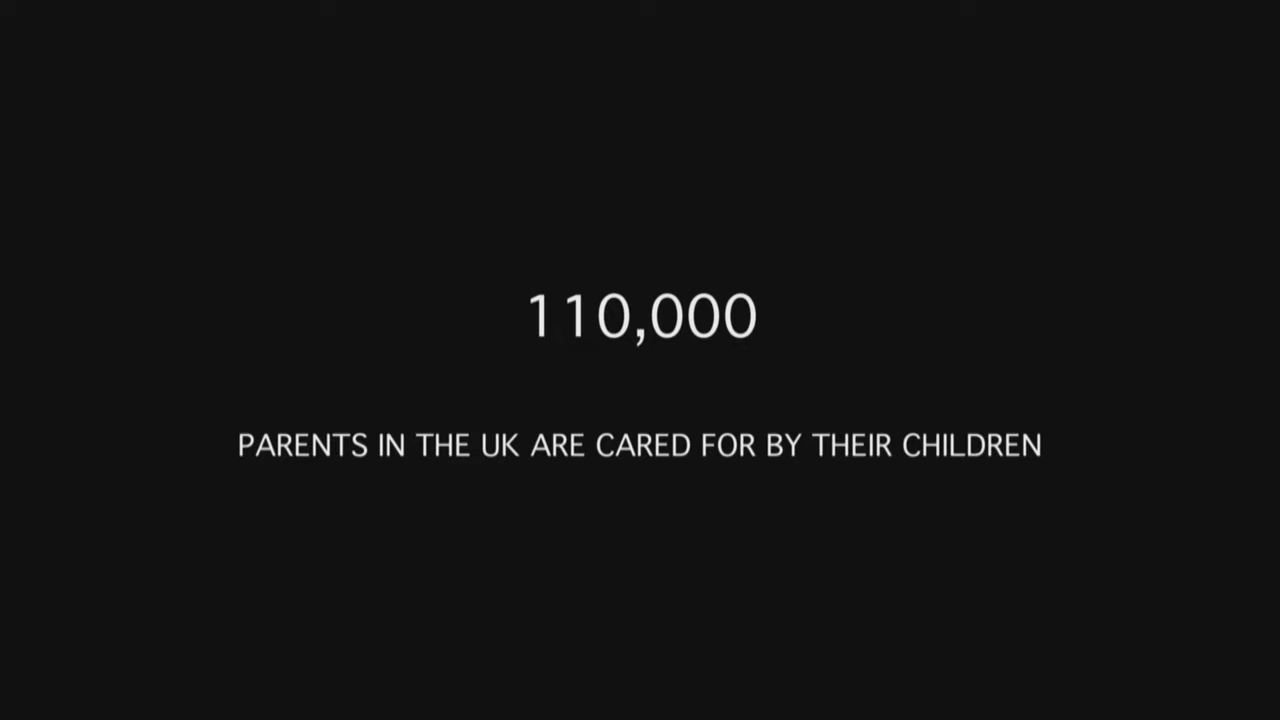 110,000
PARENTS IN THE UK ARE CARED FOR BY THEIR CHILDREN